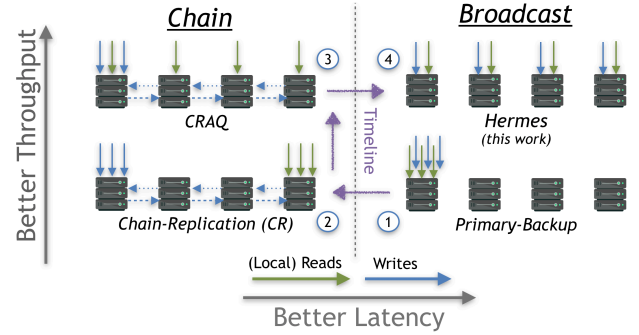 Chain
Broadcast
3
4
CRAQ
Hermes
(this work)
Timeline
Better Throughput
Chain-Replication (CR)
2
1
Primary-Backup
(Local) Reads
Writes
Better Latency